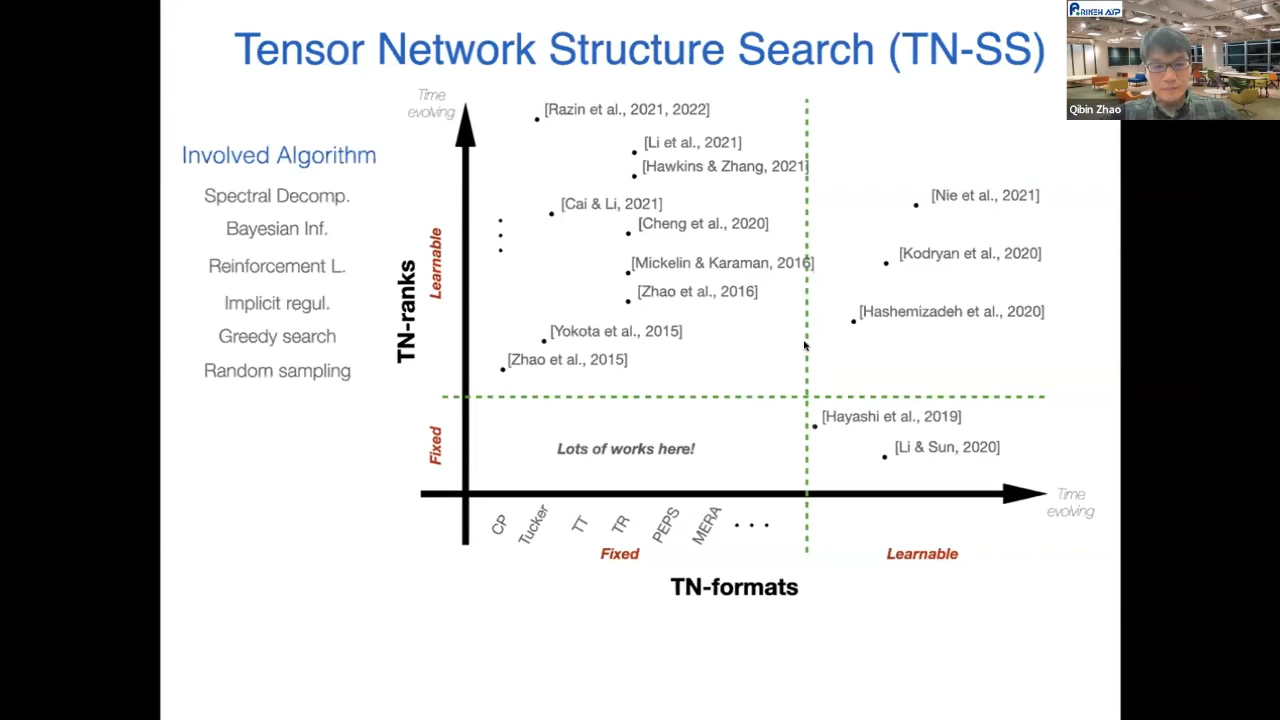 Tensor Network Structure Search (TN-SS)
RIKEN AIP
Qibin Zhao
Involved Algorithm
Spectral Decomp.
Bayesian Inf.
Reinforcement L.
Implicit regul.
Greedy search
Random sampling
Time
evolving
TN-ranks
Learnable
Fixed
[Razin et al., 2021, 2022]
[Li et al., 2021]
[Hawkins & Zhang, 2021]
[Cai & Li, 2021]
[Cheng et al., 2020]
[Mickelin & Karaman, 2016]
[Zhao et al., 2016]
[Yokota et al., 2015]
[Zhao et al., 2015]
[Nie et al., 2021]
[Kodryan et al., 2020]
[Hashemizadeh et al., 2020]
[Hayashi et al., 2019]
[Li & Sun, 2020]
Lots of works here!
CP
Tucker
TT
TR
PEPS
MERA
. . .
Time
evolving
Fixed
Learnable
TN-formats